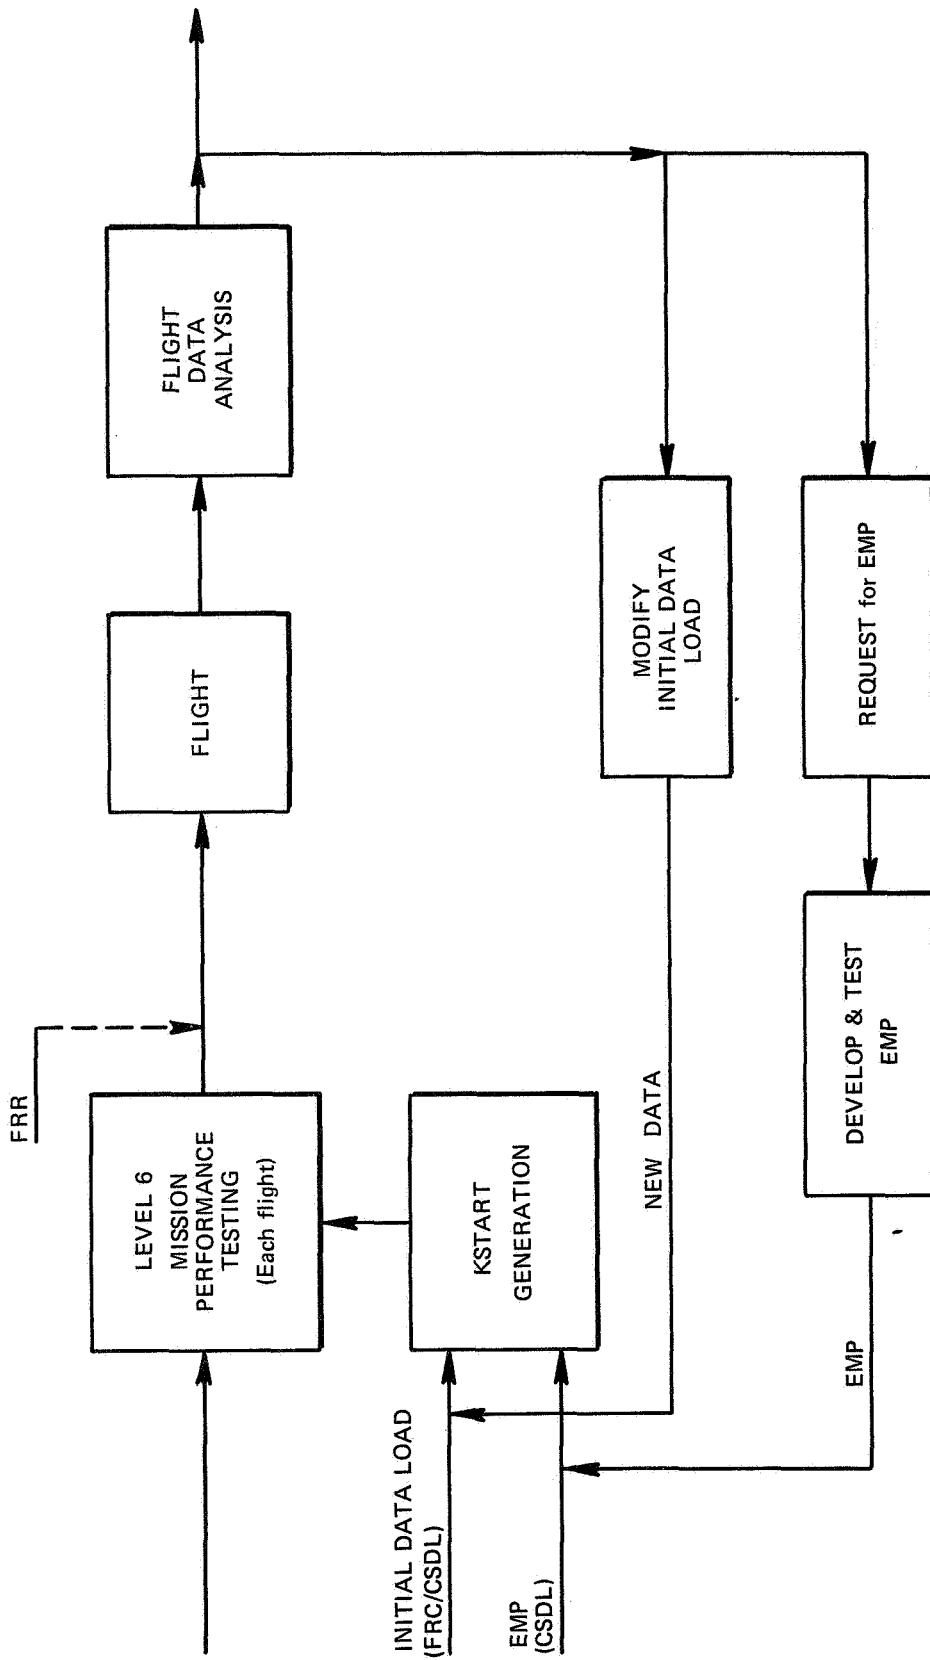 FRR
LEVEL 6
MISSION
PERFORMANCE
TESTING
(Each flight)
FLIGHT
FLIGHT
DATA
ANALYSIS
INITIAL DATA LOAD
(FRC/CSDL)
EMP
(CSDL)
KSTART
GENERATION
NEW DATA
MODIFY
INITIAL DATA
LOAD
EMP
DEVELOP & TEST
EMP
REQUEST for EMP